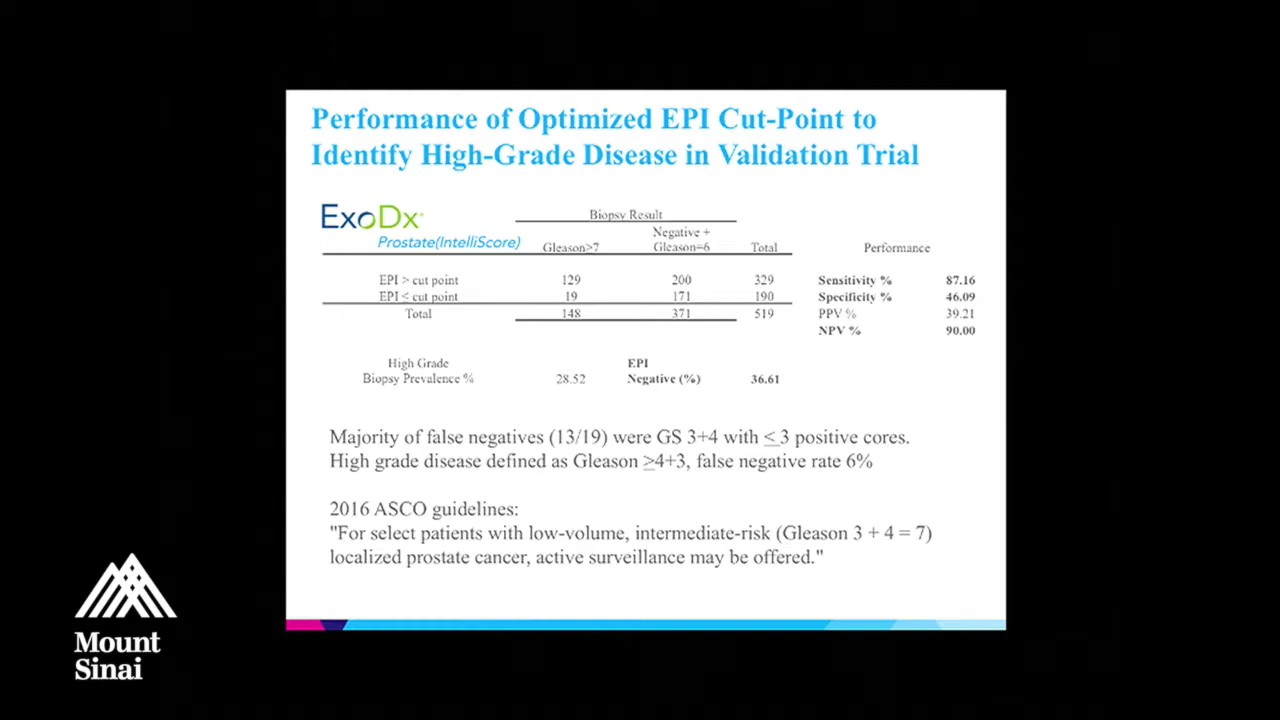 Performance of Optimized EPI Cut-Point to
Identify High-Grade Disease in Validation Trial
ExoDx
Prostate(IntelliScore)
Biopsy Result
Gleason≥7 Negative + Gleason=6 Total Performance
EPI > cut point 129 200 329 Sensitivity % 87.16
EPI ≤ cut point 19 171 190 Specificity % 46.09
Total 148 371 519 PPV % 39.21
NPV % 90.00
High Grade EPI
Biopsy Prevalence % 28.52 Negative (%) 36.61
Majority of false negatives (13/19) were GS 3+4 with ≤ 3 positive cores.
High grade disease defined as Gleason ≥4+3, false negative rate 6%
2016 ASCO guidelines:
"For select patients with low-volume, intermediate-risk (Gleason 3 + 4 = 7)
localized prostate cancer, active surveillance may be offered."
Mount
Sinai